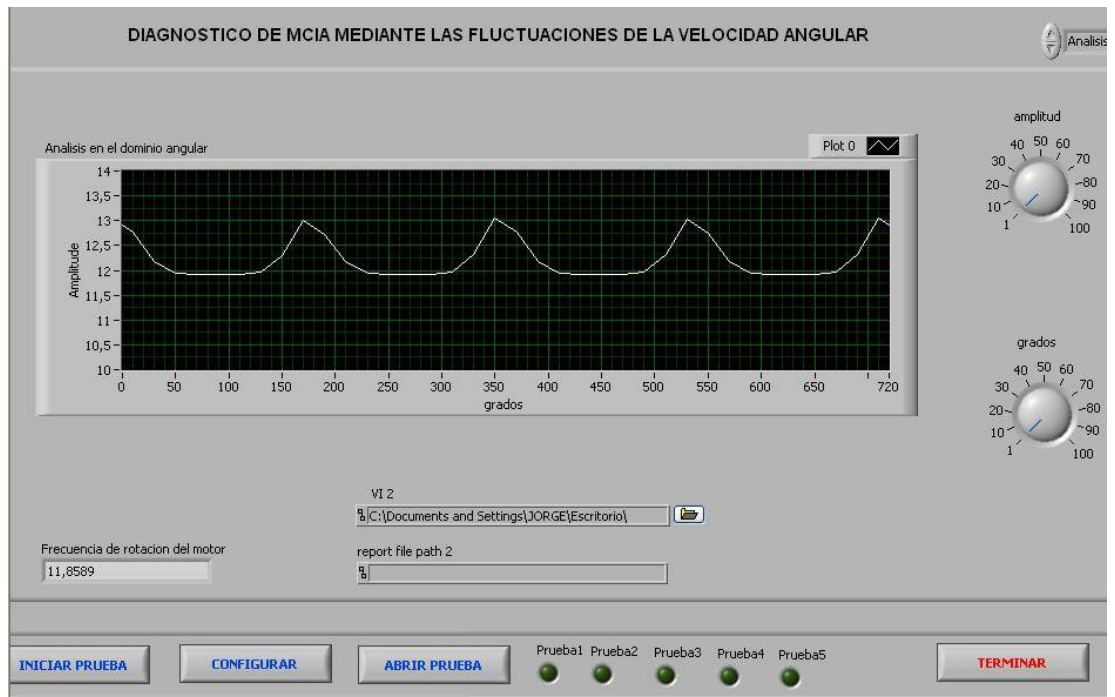 DIAGNOSTICO DE MCIA MEDIANTE LAS FLUCTUACIONES DE LA VELOCIDAD ANGULAR
Analisis
Analisis en el dominio angular
Plot 0
Amplitude
14
13,5
13
12,5
12
11,5
11
10,5
10
0 50 100 150 200 250 300 350 400 450 500 550 600 650 720
grados
amplitud
1 10 20 30 40 50 60 70 80 90 100
grados
1 10 20 30 40 50 60 70 80 90 100
VI 2
C:\Documents and Settings\JORGE\Escritorio\
Frecuencia de rotacion del motor
11,8589
report file path 2
INICIAR PRUEBA
CONFIGURAR
ABRIR PRUEBA
Prueba1 Prueba2 Prueba3 Prueba4 Prueba5
TERMINAR